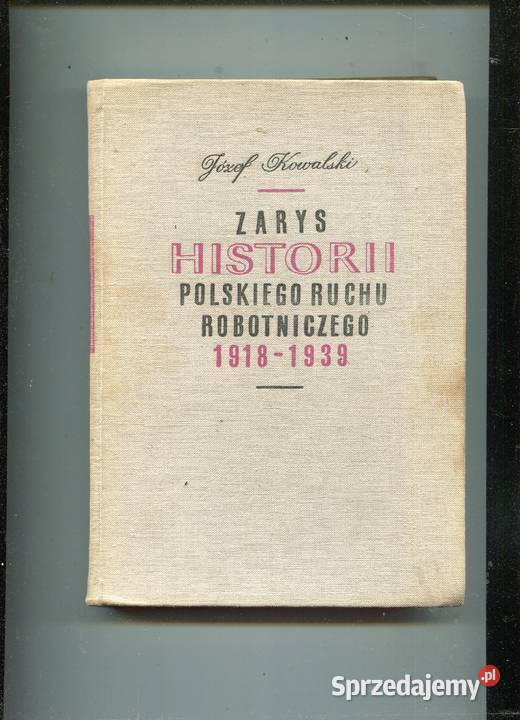 Józef Kowalski
ZARYS
HISTORII
POLSKIEGO RUCHU
ROBOTNICZEGO
1918-1939
Sprzedajemy.pl